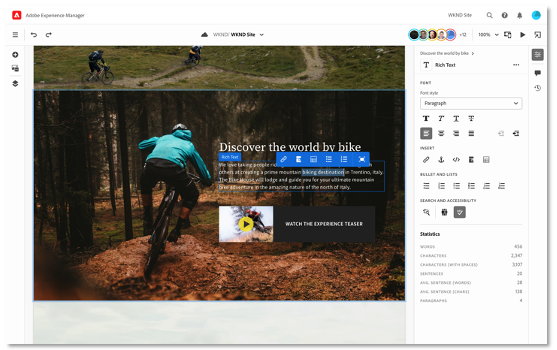 Adobe Experience Manager
WKND Site
WKND/ WKND Site
+12
100%
Discover the world by bike
Rich Text
FONT
Font style
Paragraph
INSERT
BULLET AND LISTS
SEARCH AND ACCESSIBILITY
Statistics
WORDS 456
CHARACTERS 2,347
CHARACTERS (WITH SPACES) 3,107
SENTENCES 20
AVG. SENTENCE (WORDS) 28
AVG. SENTENCE (CHARS) 138
PARAGRAPHS 4
Discover the world by bike
Rich Text
We love taking people rid
others at creating a prime mountain biking destination in Trentino, Italy.
The Bike House will lodge and guide you for your ultimate mountain
bike adventure in the amazing nature of the north of Italy.
WATCH THE EXPERIENCE TEASER